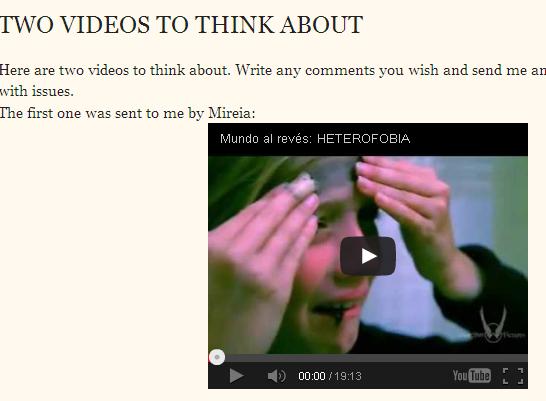 TWO VIDEOS TO THINK ABOUT
Here are two videos to think about. Write any comments you wish and send me an
with issues.
The first one was sent to me by Mireia:
Mundo al revés: HETEROFOBIA
00:00 / 19:13
YouTube